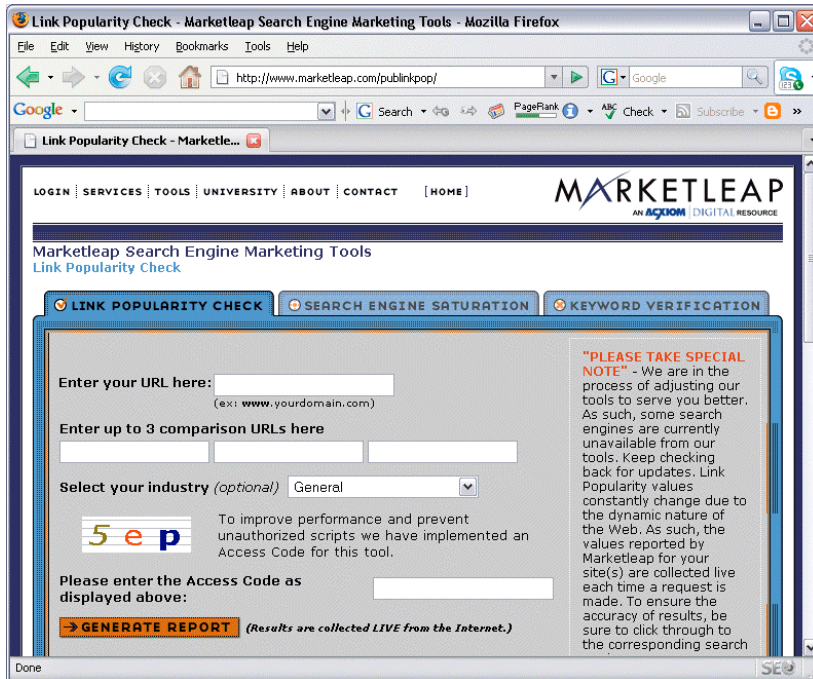 Link Popularity Check - Marketleap Search Engine Marketing Tools - Mozilla Firefox
File Edit View History Bookmarks Tools Help
http://www.marketleap.com/publinkpop/ G Google 123
Google G Search PageRank ABC Check Subscribe »
Link Popularity Check - Marketle...
LOGIN SERVICES TOOLS UNIVERSITY ABOUT CONTACT [HOME]
MARKETLEAP
AN ACXIOM DIGITAL RESOURCE
Marketleap Search Engine Marketing Tools
Link Popularity Check
LINK POPULARITY CHECK SEARCH ENGINE SATURATION KEYWORD VERIFICATION
Enter your URL here:
(ex: www.yourdomain.com)
Enter up to 3 comparison URLs here
Select your industry (optional) General
5 e p
To improve performance and prevent
unauthorized scripts we have implemented an
Access Code for this tool.
Please enter the Access Code as
displayed above:
GENERATE REPORT (Results are collected LIVE from the Internet.)
"PLEASE TAKE SPECIAL
NOTE" - We are in the
process of adjusting our
tools to serve you better.
As such, some search
engines are currently
unavailable from our
tools. Keep checking
back for updates. Link
Popularity values
constantly change due to
the dynamic nature of
the Web. As such, the
values reported by
Marketleap for your
site(s) are collected live
each time a request is
made. To ensure the
accuracy of results, be
sure to click through to
the corresponding search
Done
SEO